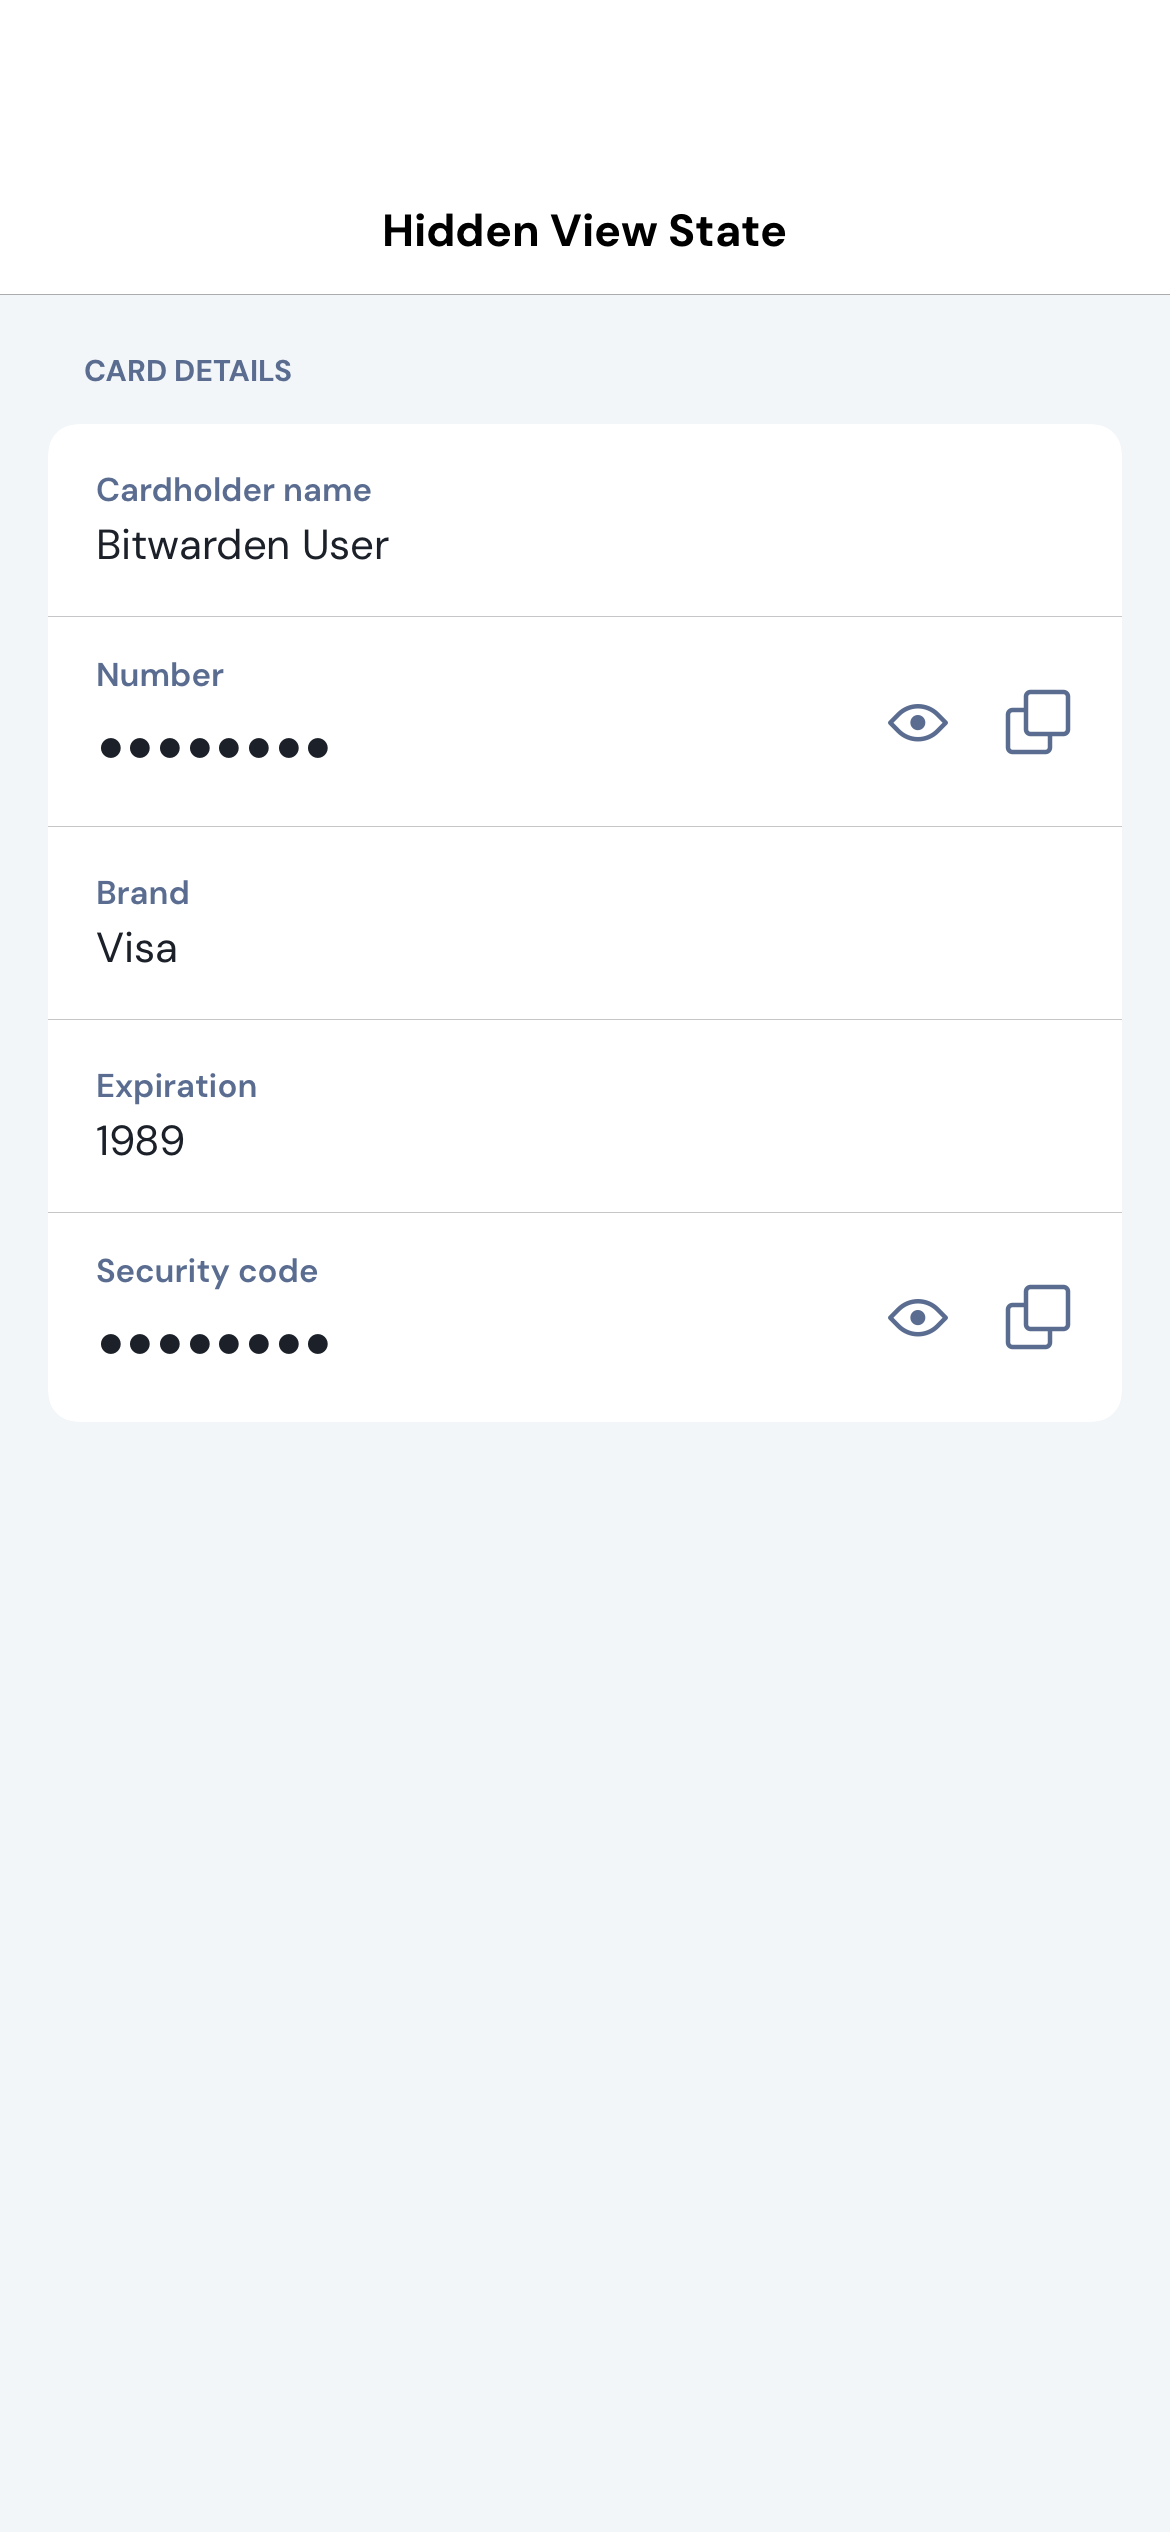 Hidden View State
CARD DETAILS
Cardholder name
Bitwarden User
Number
●●●●●●●●
Brand
Visa
Expiration
1989
Security code
●●●●●●●●